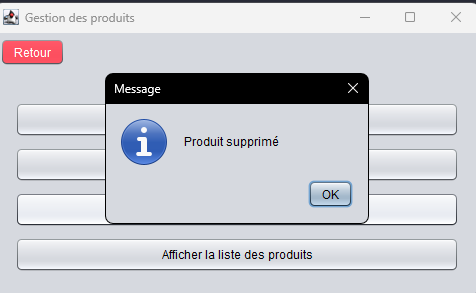 Gestion des produits
Retour
Message
Produit supprimé
OK
Afficher la liste des produits